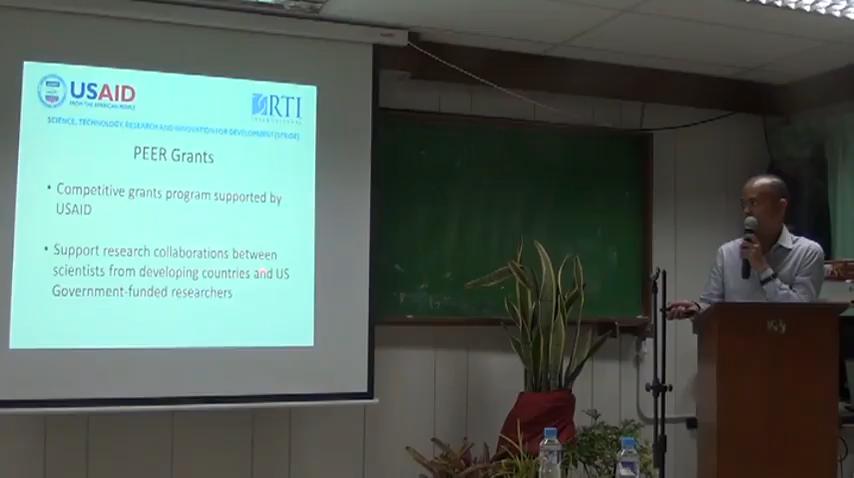 USAID
FROM THE AMERICAN PEOPLE
RTI
INTERNATIONAL
SCIENCE, TECHNOLOGY, RESEARCH AND INNOVATION FOR DEVELOPMENT (STRIDE)
PEER Grants
• Competitive grants program supported by
USAID
• Support research collaborations between
scientists from developing countries and US
Government-funded researchers